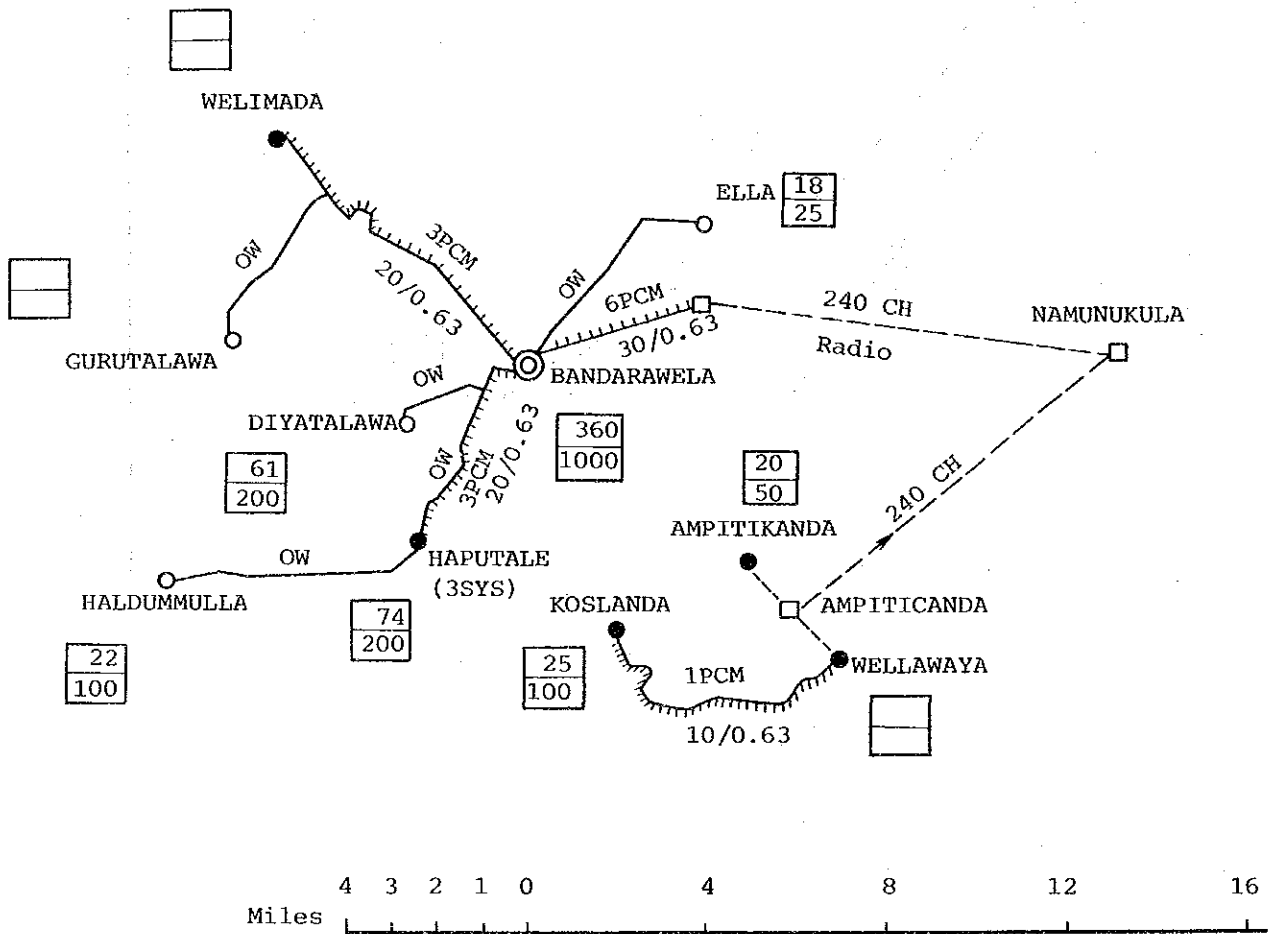 WELIMADA
ELLA
18
25
OW
3PCM
20/0.63
OW
6PCM
30/0.63
240 CH
Radio
NAMUNUKULA
GURUTALAWA
OW
BANDARAWELA
DIYATALAWA
360
1000
61
200
OW
3PCM
20/0.63
20
50
240 CH
AMPITIKANDA
OW
HAPUTALE
(3SYS)
HALDUMMULLA
74
200
KOSLANDA
AMPITICANDA
22
100
25
100
1PCM
10/0.63
WELLAWAYA
4 3 2 1 0 4 8 12 16
Miles